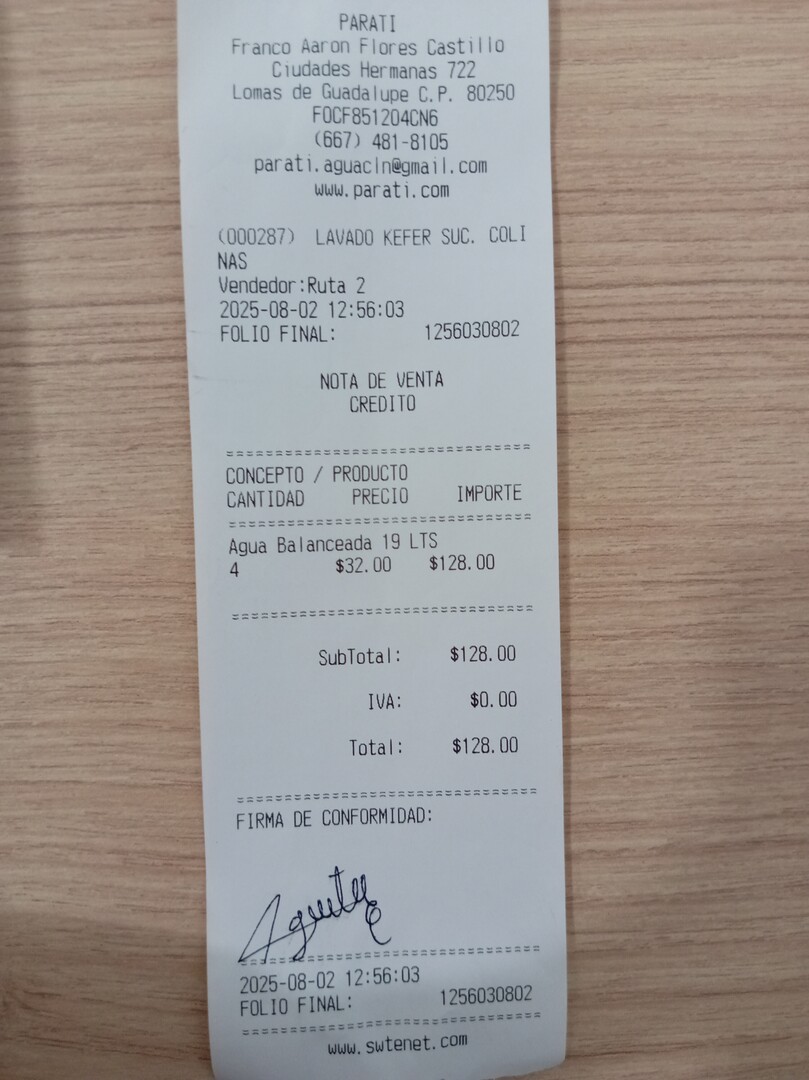 PARATI
Franco Aaron Flores Castillo
Ciudades Hermanas 722
Lomas de Guadalupe C.P. 80250
FOCF851204CN6
(667) 481-8105
parati.aguacln@gmail.com
www.parati.com
(000287) LAVADO KEFER SUC. COLI
NAS
Vendedor:Ruta 2
2025-08-02 12:56:03
FOLIO FINAL: 1256030802
NOTA DE VENTA
CREDITO
================================
CONCEPTO / PRODUCTO
CANTIDAD PRECIO IMPORTE
================================
Agua Balanceada 19 LTS
4 $32.00 $128.00
================================
SubTotal: $128.00
IVA: $0.00
Total: $128.00
================================
FIRMA DE CONFORMIDAD:
================================
2025-08-02 12:56:03
FOLIO FINAL: 1256030802
================================
www.swtenet.com